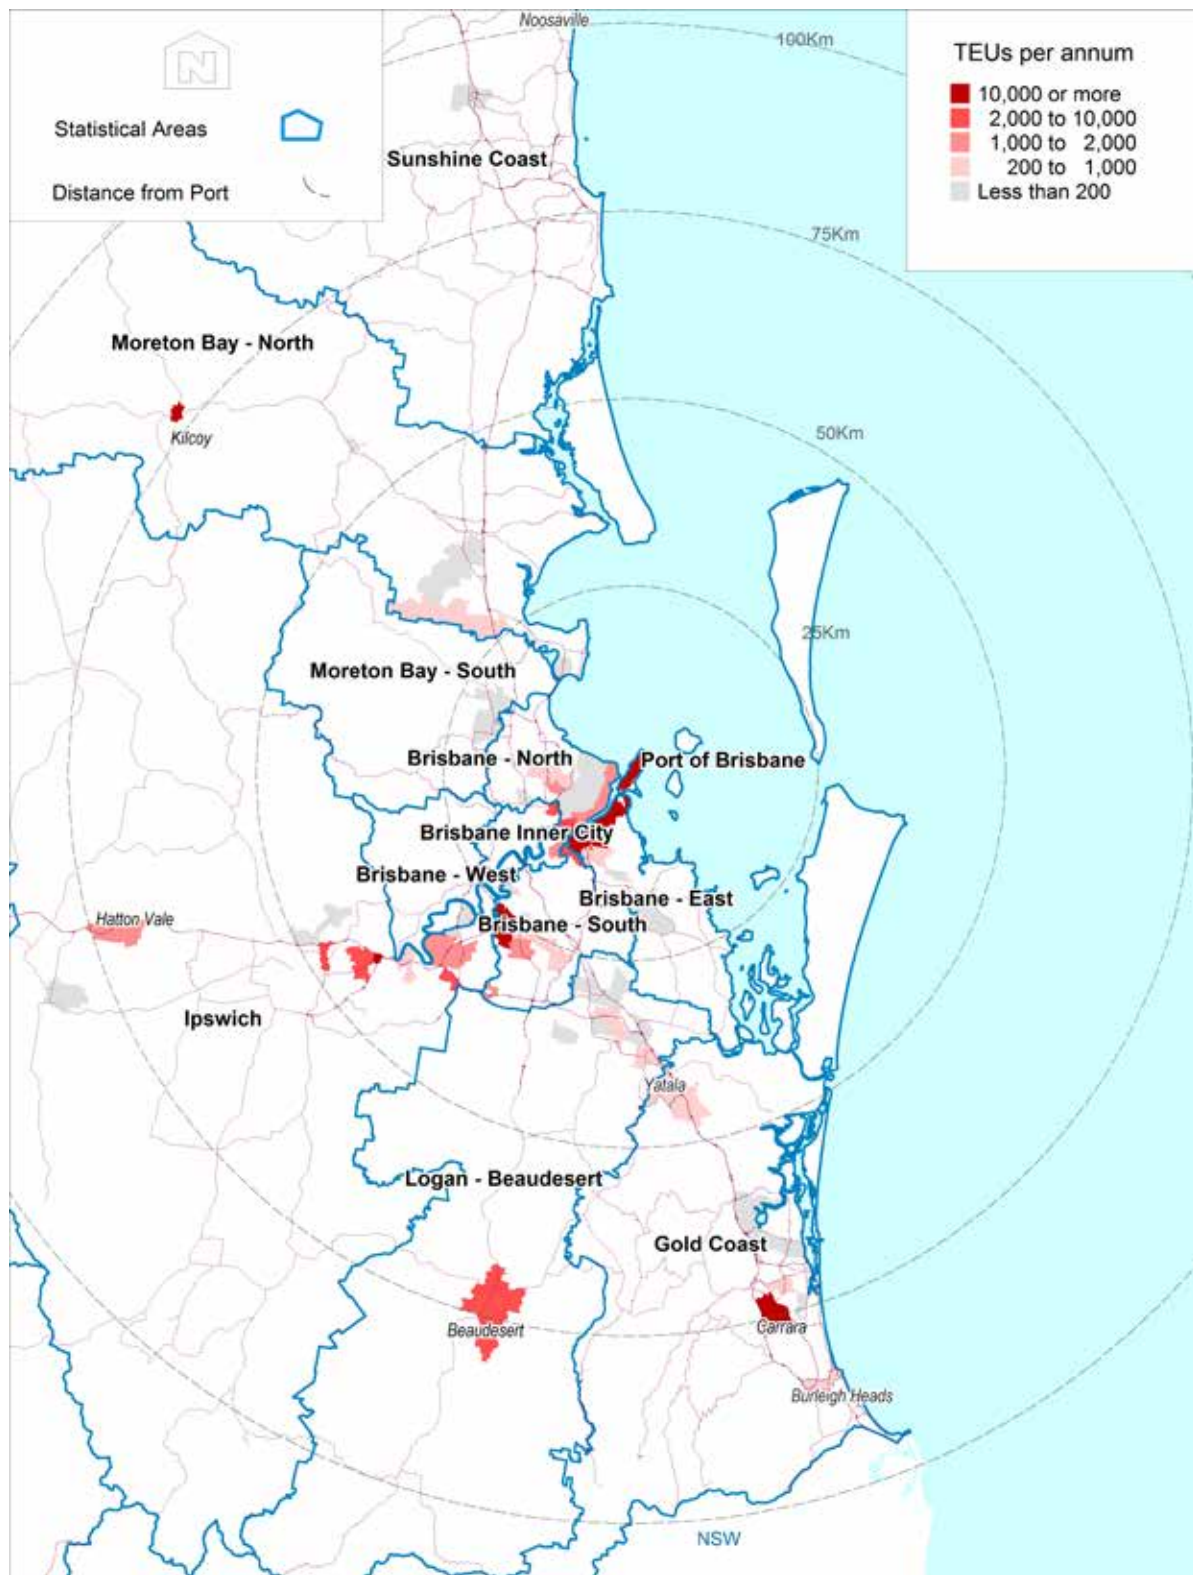 Noosaville
100Km
TEUs per annum
N
10,000 or more
2,000 to 10,000
1,000 to 2,000
200 to 1,000
Less than 200
Statistical Areas
Distance from Port
Sunshine Coast
75Km
Moreton Bay - North
Kilcoy
50Km
25Km
Moreton Bay - South
Brisbane - North
Port of Brisbane
Brisbane Inner City
Brisbane - West
Brisbane - East
Hatton Vale
Brisbane - South
Ipswich
Yatala
Logan - Beaudesert
Gold Coast
Beaudesert
Carrara
Burleigh Heads
NSW